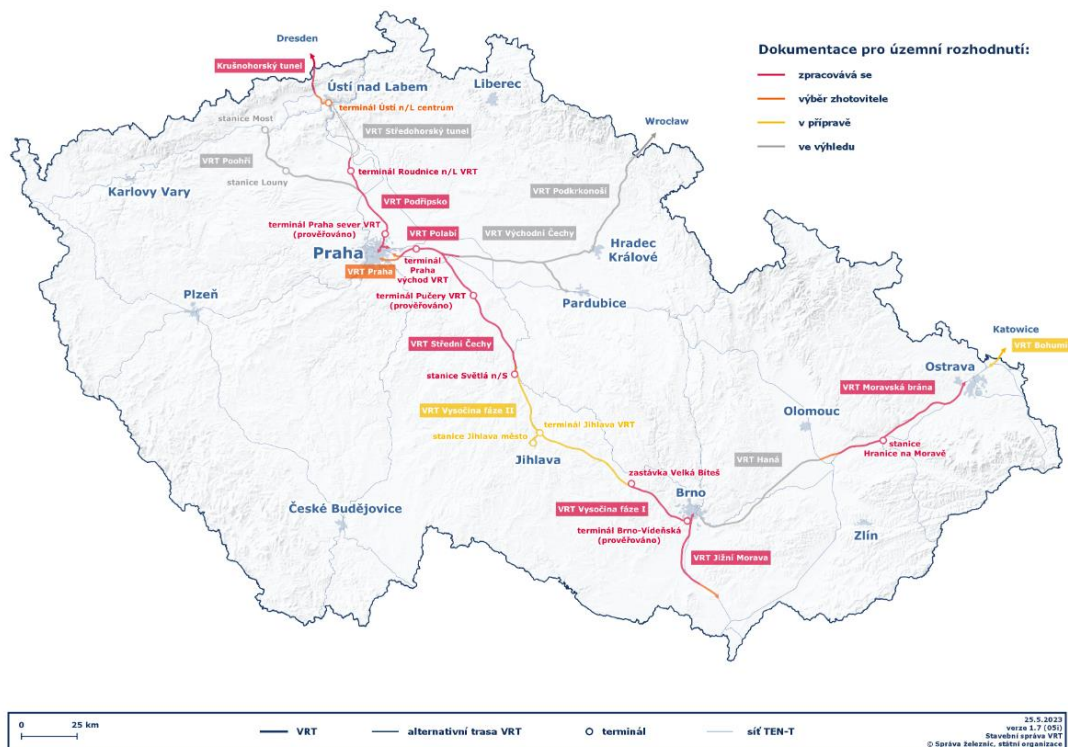 Dresden
Krušnohorský tunel
Ústí nad Labem
terminál Ústí n/L centrum
Liberec
stanice Most
VRT Středohorský tunel
Wrocław
VRT Poohří
stanice Louny
terminál Roudnice n/L VRT
Karlovy Vary
VRT Podkrkonoší
VRT Podřipsko
terminál Praha sever VRT
(prověřováno)
VRT Polabí
VRT Východní Čechy
Hradec
Králové
Praha
VRT Praha
terminál
Praha
východ VRT
Plzeň
terminál Pučery VRT
(prověřováno)
Pardubice
VRT Střední Čechy
stanice Světlá n/S
Katowice
VRT Bohumí
Ostrava
VRT Moravská brána
VRT Vysočina fáze II
terminál Jihlava VRT
stanice Jihlava město
Jihlava
Olomouc
stanice
Hranice na Moravě
VRT Haná
zastávka Velká Bíteš
Brno
VRT Vysočina fáze I
České Budějovice
terminál Brno-Vídeňská
(prověřováno)
Zlín
VRT Jižní Morava
Dokumentace pro územní rozhodnutí:
zpracovává se
výběr zhotovitele
v přípravě
ve výhledu
0 25 km
VRT
alternativní trasa VRT
terminál
síť TEN-T
25.5.2023
verze 1.7 (05i)
Stavební správa VRT
© Správa železnic, státní organizace